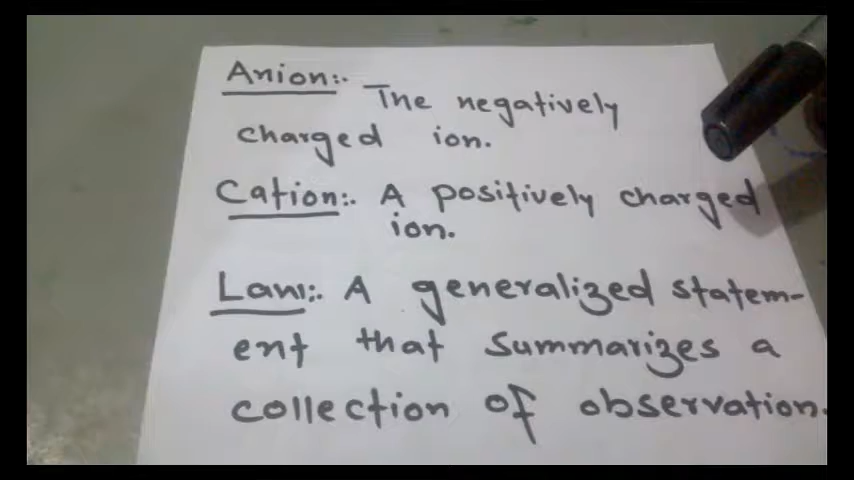 Anion:- The negatively
charged ion.
Cation:- A positively charged
ion.
Law:- A generalized statem-
ent that summarizes a
collection of observation.